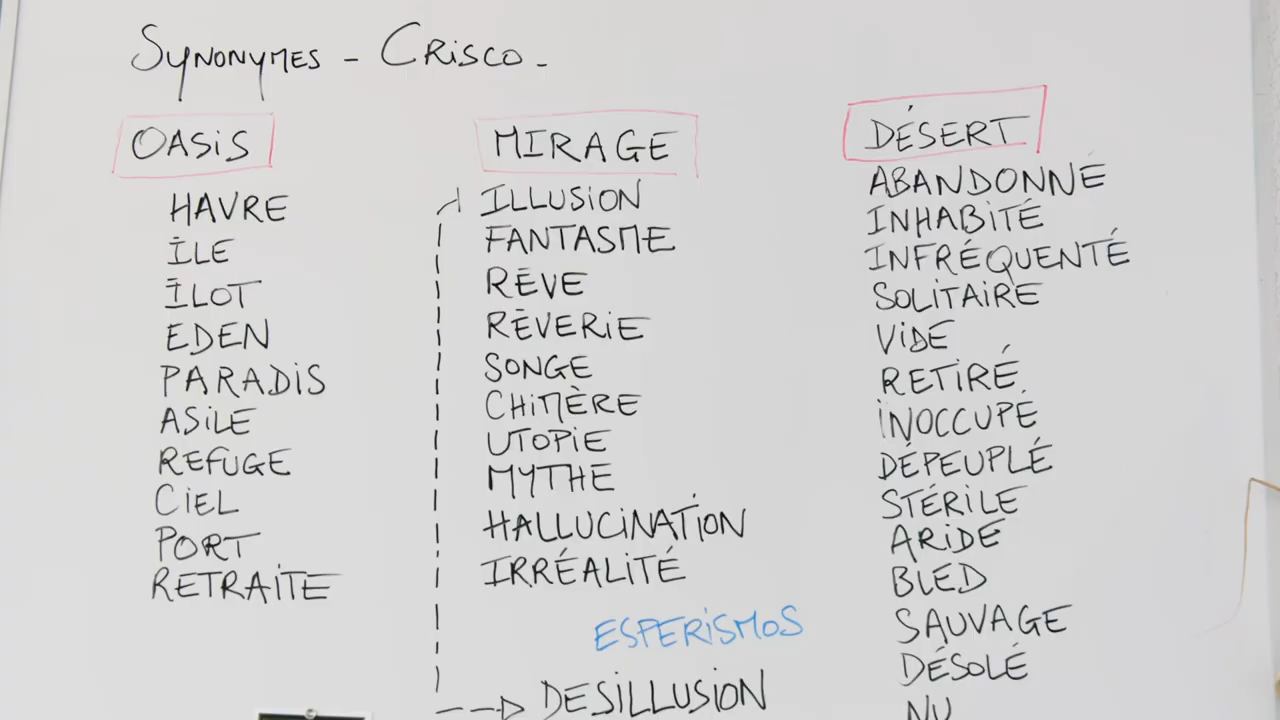 SYNONYMES - CRISCO -
OASIS
HAVRE
ÎLE
ÎLOT
EDEN
PARADIS
ASILE
REFUGE
CIEL
PORT
RETRAITE
MIRAGE
ILLUSION
FANTASME
RÊVE
RÊVERIE
SONGE
CHIMÈRE
UTOPIE
MYTHE
HALLUCINATION
IRRÉALITÉ
ESPERISMOS
DESILLUSION
DÉSERT
ABANDONNÉ
INHABITÉ
INFRÉQUENTÉ
SOLITAIRE
VIDE
RETIRÉ
INOCCUPÉ
DÉPEUPLÉ
STÉRILE
ARIDE
BLED
SAUVAGE
DÉSOLÉ
NU